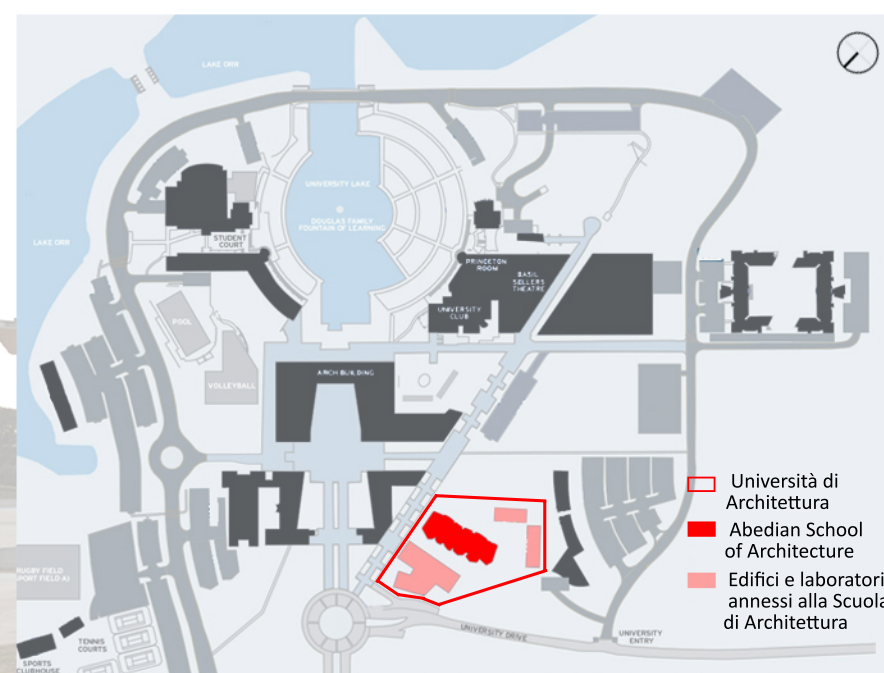 LAKE ORR
UNIVERSITY LAKE
DOUGLAS FAMILY
FOUNTAIN OF LEARNING
LAKE ORR
STUDENT
COURT
PRINCETON
ROOM
BASIL
SELLERS
THEATRE
UNIVERSITY
CLUB
POOL
VOLLEYBALL
ARCH BUILDING
Università di
Architettura
Abedian School
of Architecture
Edifici e laboratori
annessi alla Scuola
di Architettura
RUGBY FIELD
(SPORT FIELD A)
TENNIS
COURTS
SPORTS
CLUBHOUSE
UNIVERSITY DRIVE
UNIVERSITY
ENTRY